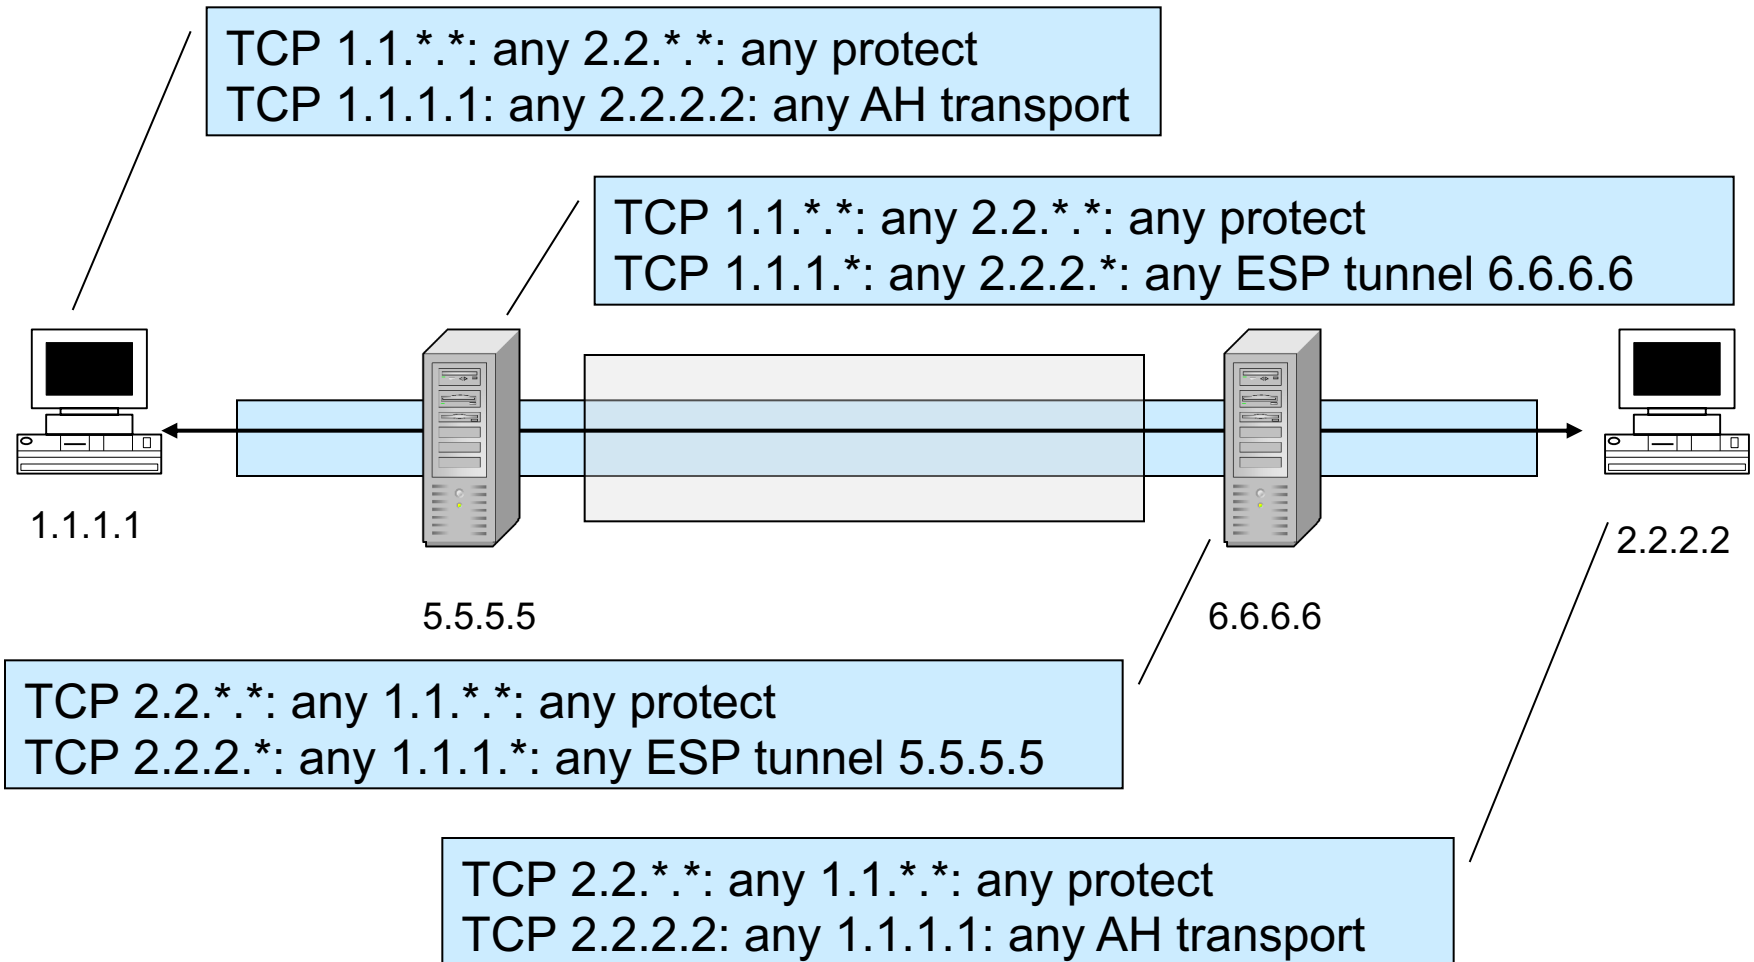 TCP 1.1.*.*: any 2.2.*.*: any protect
TCP 1.1.1.1: any 2.2.2.2: any AH transport
TCP 1.1.*.*: any 2.2.*.*: any protect
TCP 1.1.1.*: any 2.2.2.*: any ESP tunnel 6.6.6.6
1.1.1.1
2.2.2.2
5.5.5.5
6.6.6.6
TCP 2.2.*.*: any 1.1.*.*: any protect
TCP 2.2.2.*: any 1.1.1.*: any ESP tunnel 5.5.5.5
TCP 2.2.*.*: any 1.1.*.*: any protect
TCP 2.2.2.2: any 1.1.1.1: any AH transport